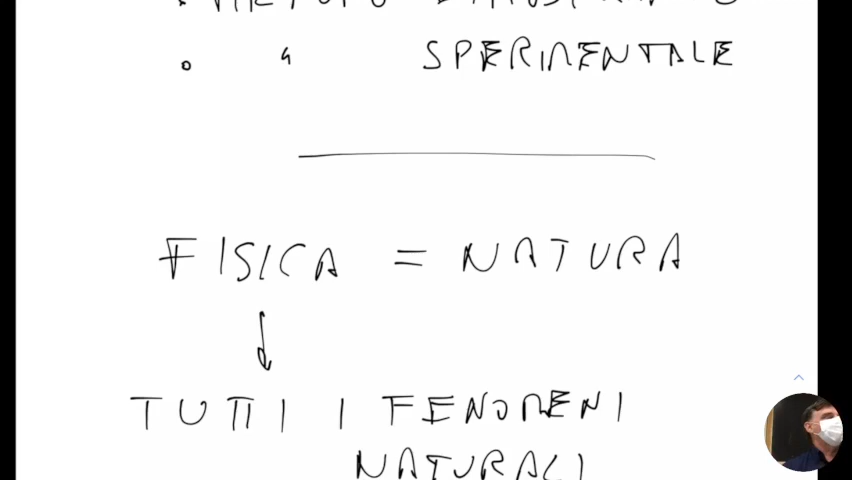 • "  SPERIMENTALE
FISICA = NATURA
↓
TUTTI I FENOMENI
NATURALI